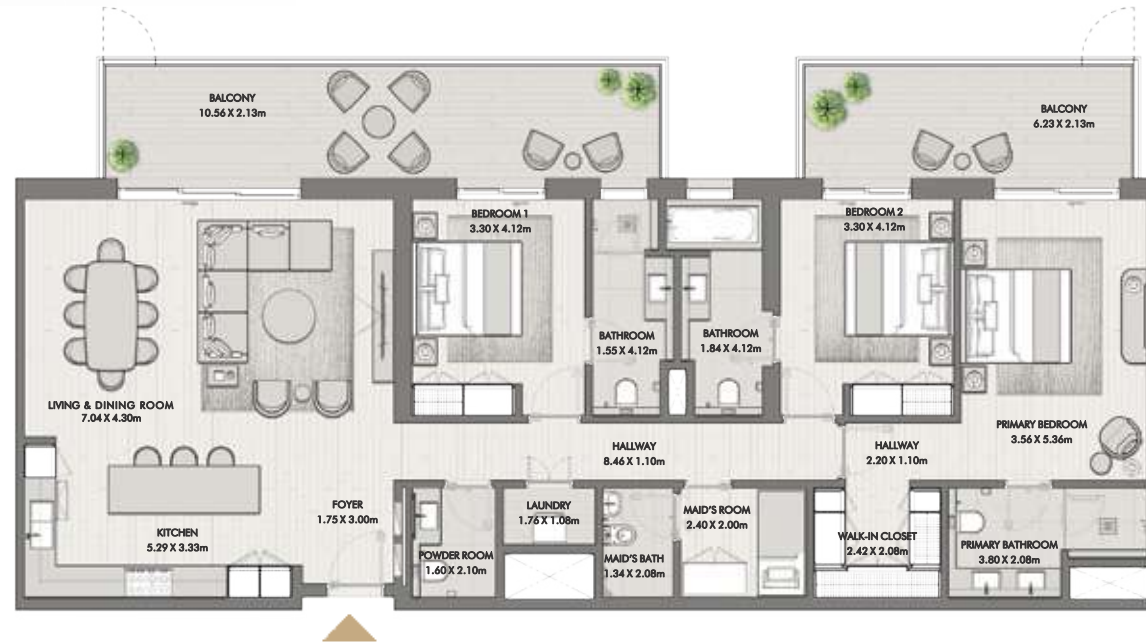 BALCONY
10.56 X 2.13m
BALCONY
6.23 X 2.13m
BEDROOM 1
3.30 X 4.12m
BEDROOM 2
3.30 X 4.12m
BATHROOM
1.55 X 4.12m
BATHROOM
1.84 X 4.12m
LIVING & DINING ROOM
7.04 X 4.30m
PRIMARY BEDROOM
3.56 X 5.36m
HALLWAY
8.46 X 1.10m
HALLWAY
2.20 X 1.10m
FOYER
1.75 X 3.00m
LAUNDRY
1.76 X 1.08m
MAID'S ROOM
2.40 X 2.00m
KITCHEN
5.29 X 3.33m
WALK-IN CLOSET
2.42 X 2.08m
PRIMARY BATHROOM
3.80 X 2.08m
POWDER ROOM
1.60 X 2.10m
MAID'S BATH
1.34 X 2.08m